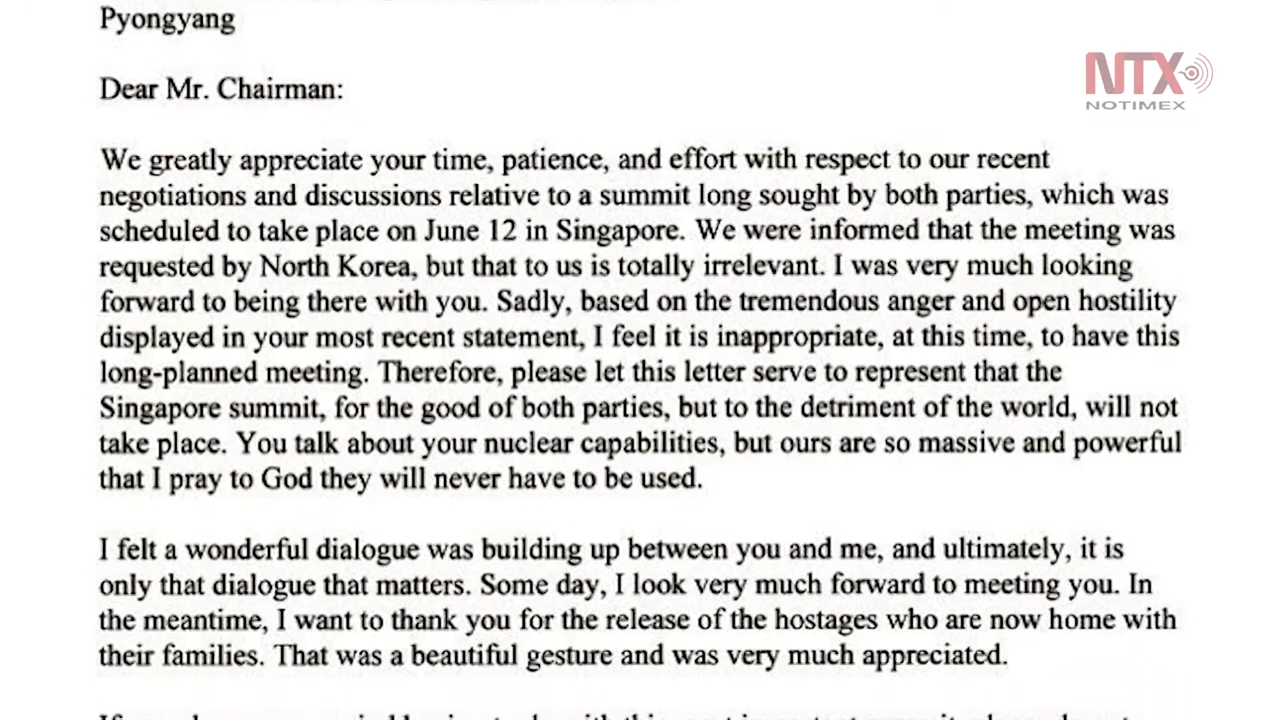 Pyongyang
NTX
NOTIMEX
Dear Mr. Chairman:
We greatly appreciate your time, patience, and effort with respect to our recent
negotiations and discussions relative to a summit long sought by both parties, which was
scheduled to take place on June 12 in Singapore. We were informed that the meeting was
requested by North Korea, but that to us is totally irrelevant. I was very much looking
forward to being there with you. Sadly, based on the tremendous anger and open hostility
displayed in your most recent statement, I feel it is inappropriate, at this time, to have this
long-planned meeting. Therefore, please let this letter serve to represent that the
Singapore summit, for the good of both parties, but to the detriment of the world, will not
take place. You talk about your nuclear capabilities, but ours are so massive and powerful
that I pray to God they will never have to be used.
I felt a wonderful dialogue was building up between you and me, and ultimately, it is
only that dialogue that matters. Some day, I look very much forward to meeting you. In
the meantime, I want to thank you for the release of the hostages who are now home with
their families. That was a beautiful gesture and was very much appreciated.